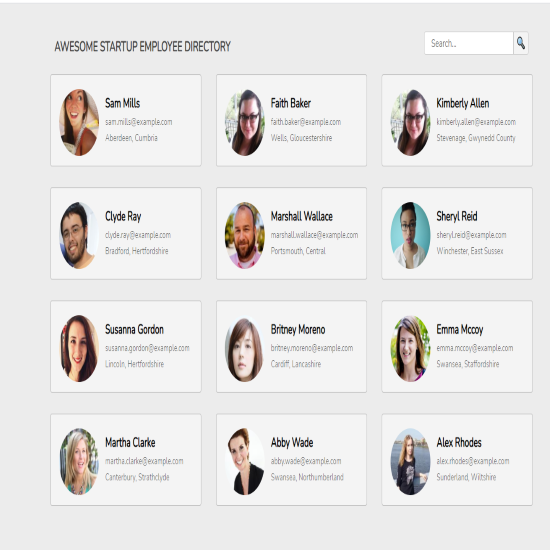 AWESOME STARTUP EMPLOYEE DIRECTORY
Search...
Sam Mills
sam.mills@example.com
Aberdeen, Cumbria
Faith Baker
faith.baker@example.com
Wells, Gloucestershire
Kimberly Allen
kimberly.allen@example.com
Stevenage, Gwynedd County
Clyde Ray
clyde.ray@example.com
Bradford, Hertfordshire
Marshall Wallace
marshall.wallace@example.com
Portsmouth, Central
Sheryl Reid
sheryl.reid@example.com
Winchester, East Sussex
Susanna Gordon
susanna.gordon@example.com
Lincoln, Hertfordshire
Britney Moreno
britney.moreno@example.com
Cardiff, Lancashire
Emma Mccoy
emma.mccoy@example.com
Swansea, Staffordshire
Martha Clarke
martha.clarke@example.com
Canterbury, Strathclyde
Abby Wade
abby.wade@example.com
Swansea, Northumberland
Alex Rhodes
alex.rhodes@example.com
Sunderland, Wiltshire